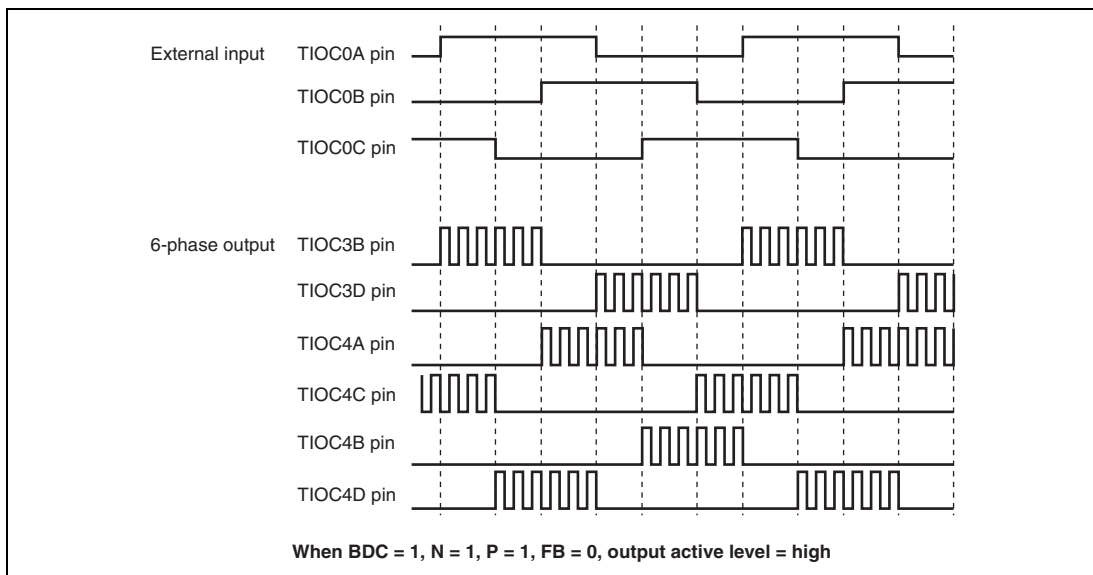 External input TIOC0A pin
TIOC0B pin
TIOC0C pin
6-phase output TIOC3B pin
TIOC3D pin
TIOC4A pin
TIOC4C pin
TIOC4B pin
TIOC4D pin
When BDC = 1, N = 1, P = 1, FB = 0, output active level = high